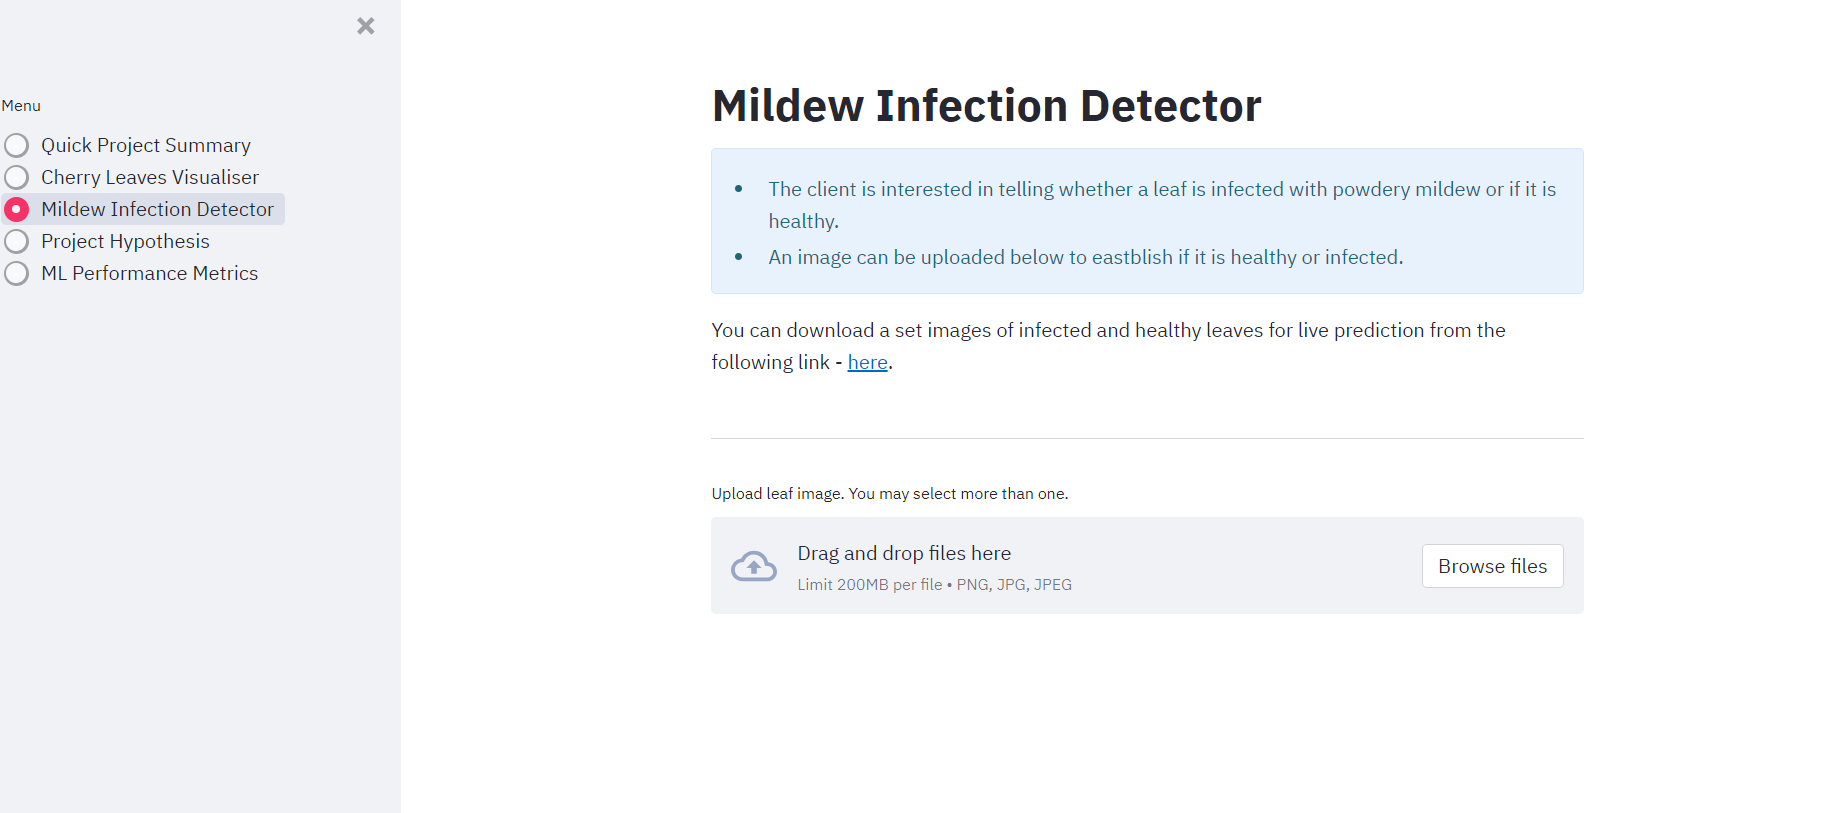 Menu
Quick Project Summary
Cherry Leaves Visualiser
Mildew Infection Detector
Project Hypothesis
ML Performance Metrics
Mildew Infection Detector
• The client is interested in telling whether a leaf is infected with powdery mildew or if it is
healthy.
• An image can be uploaded below to eastblish if it is healthy or infected.
You can download a set images of infected and healthy leaves for live prediction from the
following link - here.
Upload leaf image. You may select more than one.
Drag and drop files here
Limit 200MB per file • PNG, JPG, JPEG
Browse files